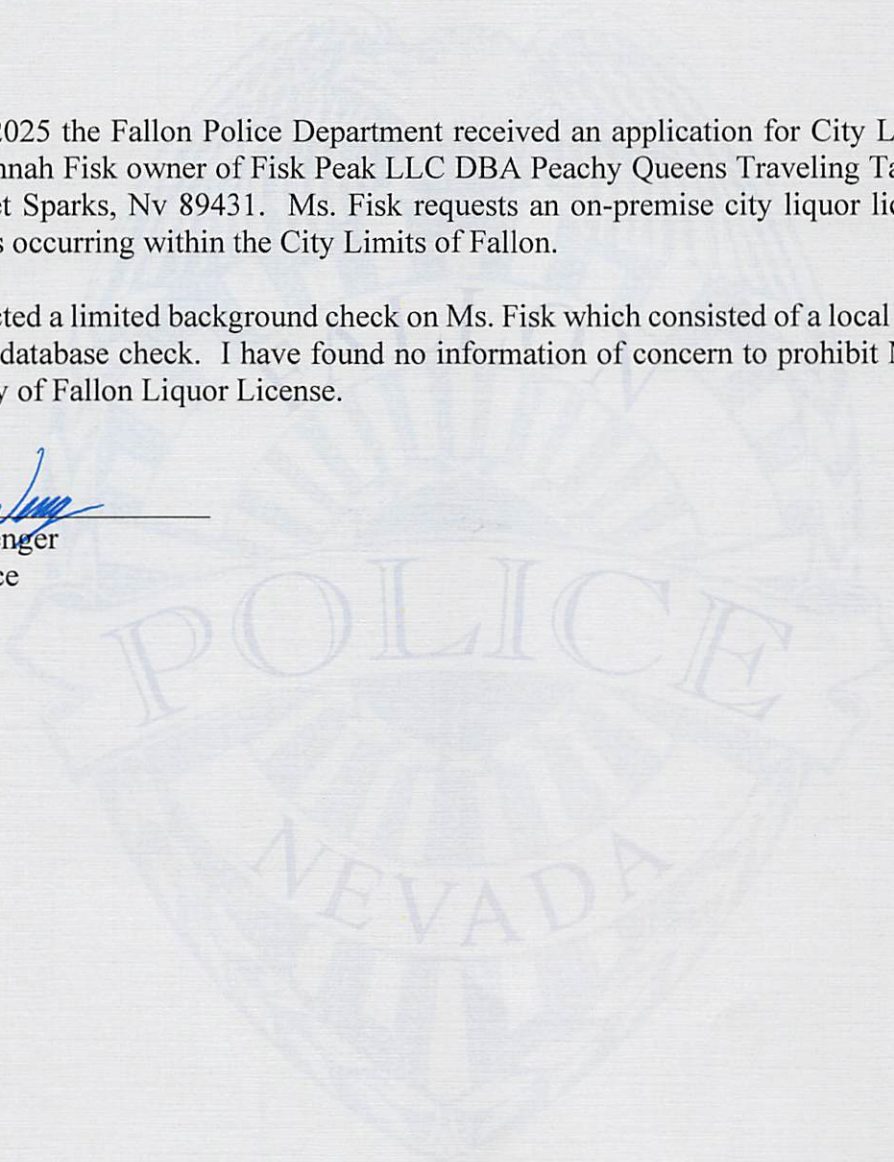 2025 the Fallon Police Department received an application for City L
nnah Fisk owner of Fisk Peak LLC DBA Peachy Queens Traveling Ta
et Sparks, Nv 89431. Ms. Fisk requests an on-premise city liquor lic
s occurring within the City Limits of Fallon.
cted a limited background check on Ms. Fisk which consisted of a local
database check. I have found no information of concern to prohibit M
y of Fallon Liquor License.
nger
ce
POLICE
NEVADA